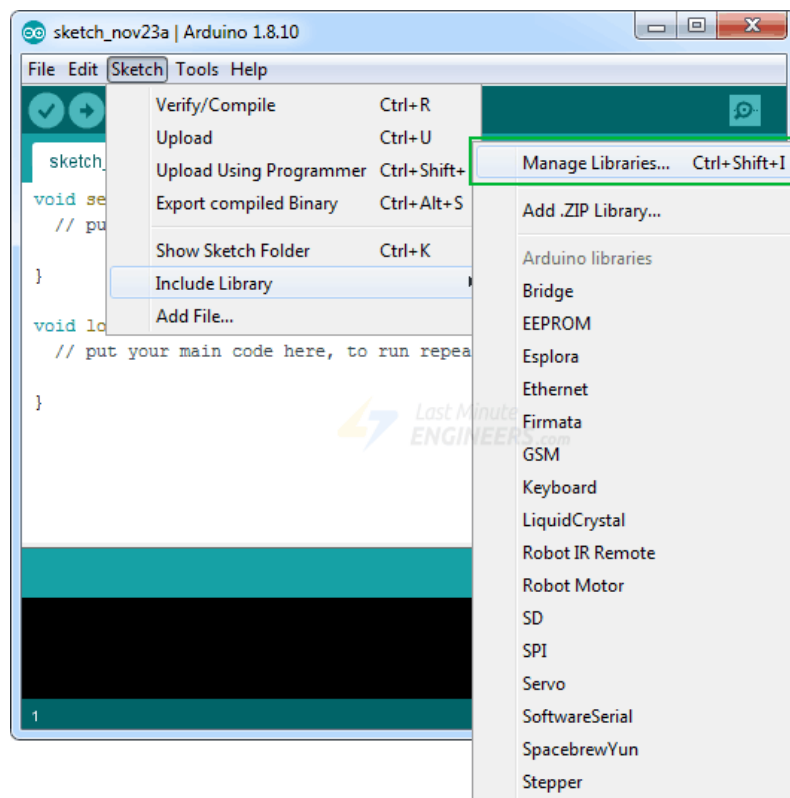 sketch_nov23a | Arduino 1.8.10
File Edit Sketch Tools Help
Verify/Compile Ctrl+R
Upload Ctrl+U
Upload Using Programmer Ctrl+Shift+
Export compiled Binary Ctrl+Alt+S
Show Sketch Folder Ctrl+K
Include Library
Add File...
sketch_
void se
// pu
}
void lo
// put your main code here, to run repea
}
Manage Libraries... Ctrl+Shift+I
Add .ZIP Library...
Arduino libraries
Bridge
EEPROM
Esplora
Ethernet
Firmata
GSM
Keyboard
LiquidCrystal
Robot IR Remote
Robot Motor
SD
SPI
Servo
SoftwareSerial
SpacebrewYun
Stepper
Last Minute
ENGINEERS.com
1